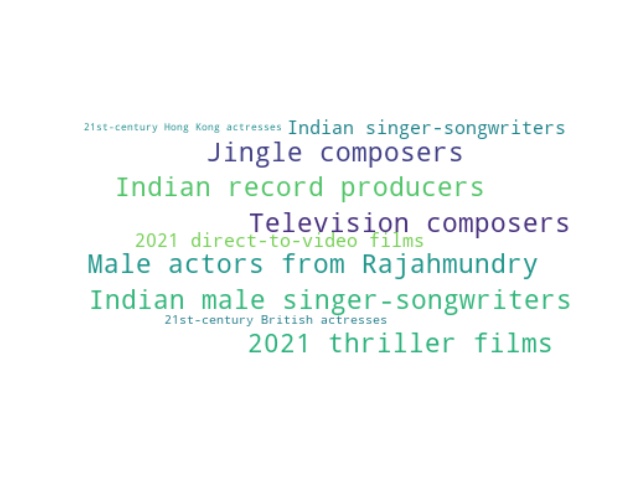 21st-century Hong Kong actresses Indian singer-songwriters
Jingle composers
Indian record producers
Television composers
2021 direct-to-video films
Male actors from Rajahmundry
Indian male singer-songwriters
21st-century British actresses
2021 thriller films